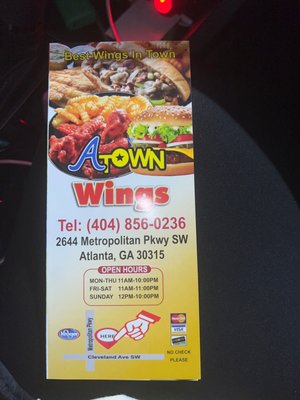 Best Wings In Town
ATOWN
Wings
Tel: (404) 856-0236
2644 Metropolitan Pkwy SW
Atlanta, GA 30315
OPEN HOURS
MON-THU 11AM-10:00PM
FRI-SAT 11AM-11:00PM
SUNDAY 12PM-10:00PM
Metropolitan Pkwy
Kroger
HERE
Cleveland Ave SW
MasterCard
VISA
NO CHECK
PLEASE